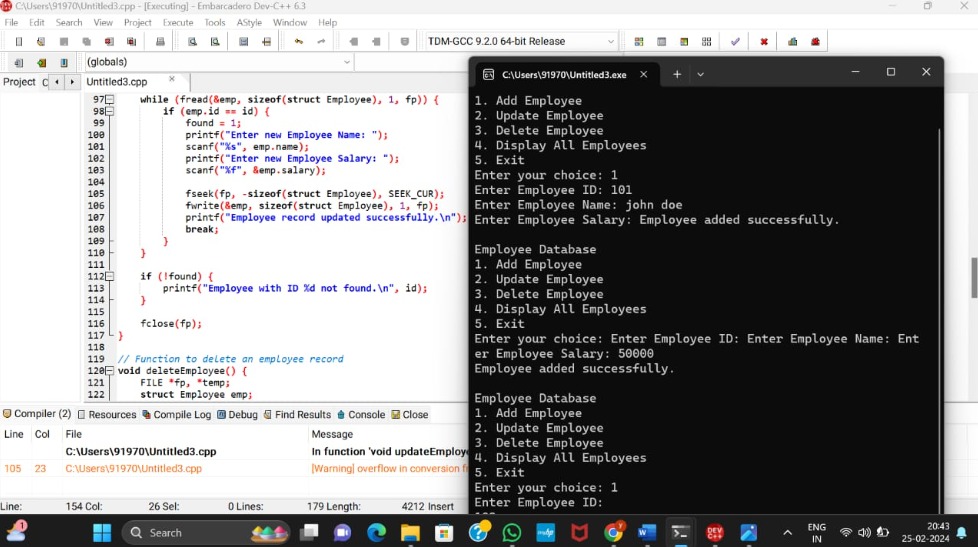 C:\Users\91970\Untitled3.cpp - [Executing] - Embarcadero Dev-C++ 6.3
File Edit Search View Project Execute Tools AStyle Window Help
TDM-GCC 9.2.0 64-bit Release
(globals)
Project Untitled3.cpp
97 while (fread(&emp, sizeof(struct Employee), 1, fp)) {
98 if (emp.id == id) {
99 found = 1;
100 printf("Enter new Employee Name: ");
101 scanf("%s", emp.name);
102 printf("Enter new Employee Salary: ");
103 scanf("%f", &emp.salary);
104
105 fseek(fp, -sizeof(struct Employee), SEEK_CUR);
106 fwrite(&emp, sizeof(struct Employee), 1, fp);
107 printf("Employee record updated successfully.\n");
108 break;
109 }
110 }
111
112 if (!found) {
113 printf("Employee with ID %d not found.\n", id);
114 }
115
116 fclose(fp);
117 }
118
119 // Function to delete an employee record
120 void deleteEmployee() {
121 FILE *fp, *temp;
122 struct Employee emp;
Compiler (2) Resources Compile Log Debug Find Results Console Close
Line Col File Message
C:\Users\91970\Untitled3.cpp In function 'void updateEmploy
105 23 C:\Users\91970\Untitled3.cpp [Warning] overflow in conversion
Line: 154 Col: 26 Sel: 0 Lines: 179 Length: 4212 Insert
C:\Users\91970\Untitled3.exe
1. Add Employee
2. Update Employee
3. Delete Employee
4. Display All Employees
5. Exit
Enter your choice: 1
Enter Employee ID: 101
Enter Employee Name: john doe
Enter Employee Salary: Employee added successfully.
Employee Database
1. Add Employee
2. Update Employee
3. Delete Employee
4. Display All Employees
5. Exit
Enter your choice: Enter Employee ID: Enter Employee Name: Ent
er Employee Salary: 50000
Employee added successfully.
Employee Database
1. Add Employee
2. Update Employee
3. Delete Employee
4. Display All Employees
5. Exit
Enter your choice: 1
Enter Employee ID:
Search
ENG
IN
20:43
25-02-2024